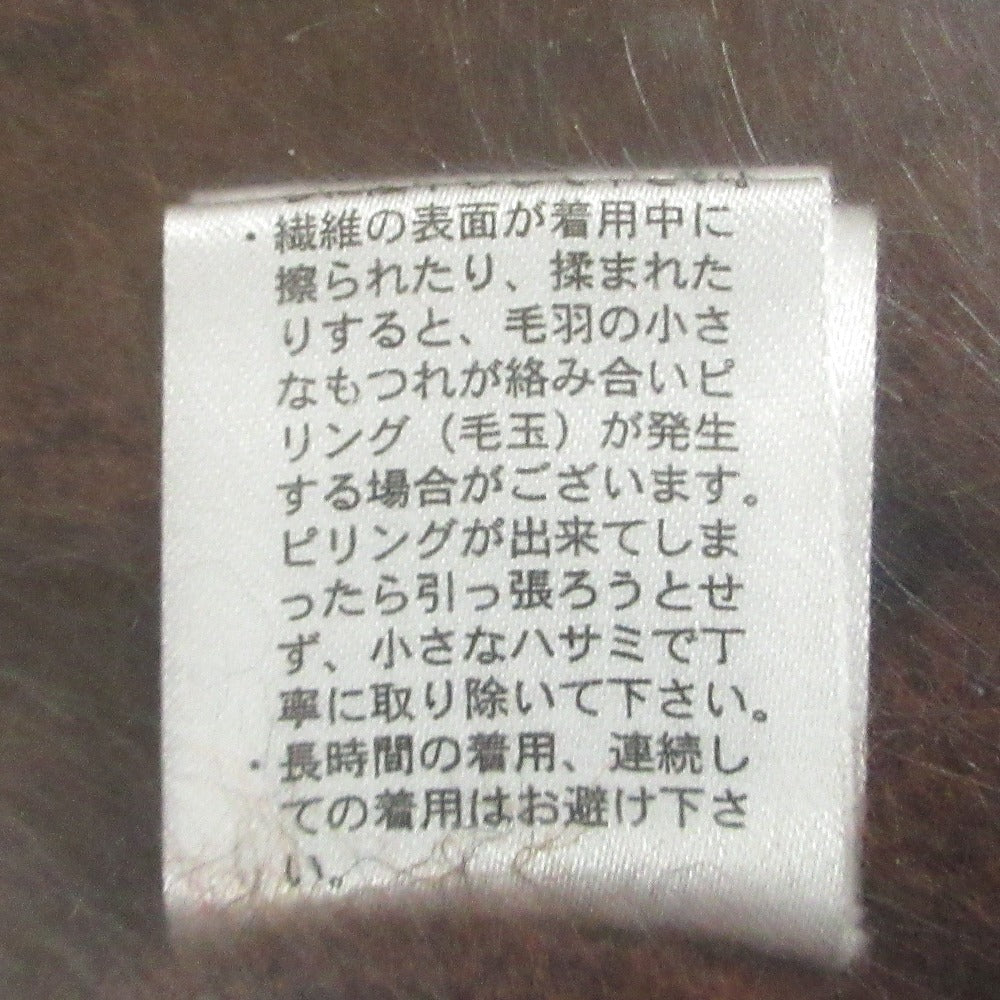 ・繊維の表面が着用中に
擦られたり、揉まれた
りすると、毛羽の小さ
なもつれが絡み合いピ
リング（毛玉）が発生
する場合がございます。
ピリングが出来てしま
ったら引っ張ろうとせ
ず、小さなハサミで丁
寧に取り除いて下さい。
・長時間の着用、連続し
ての着用はお避け下さ
い。